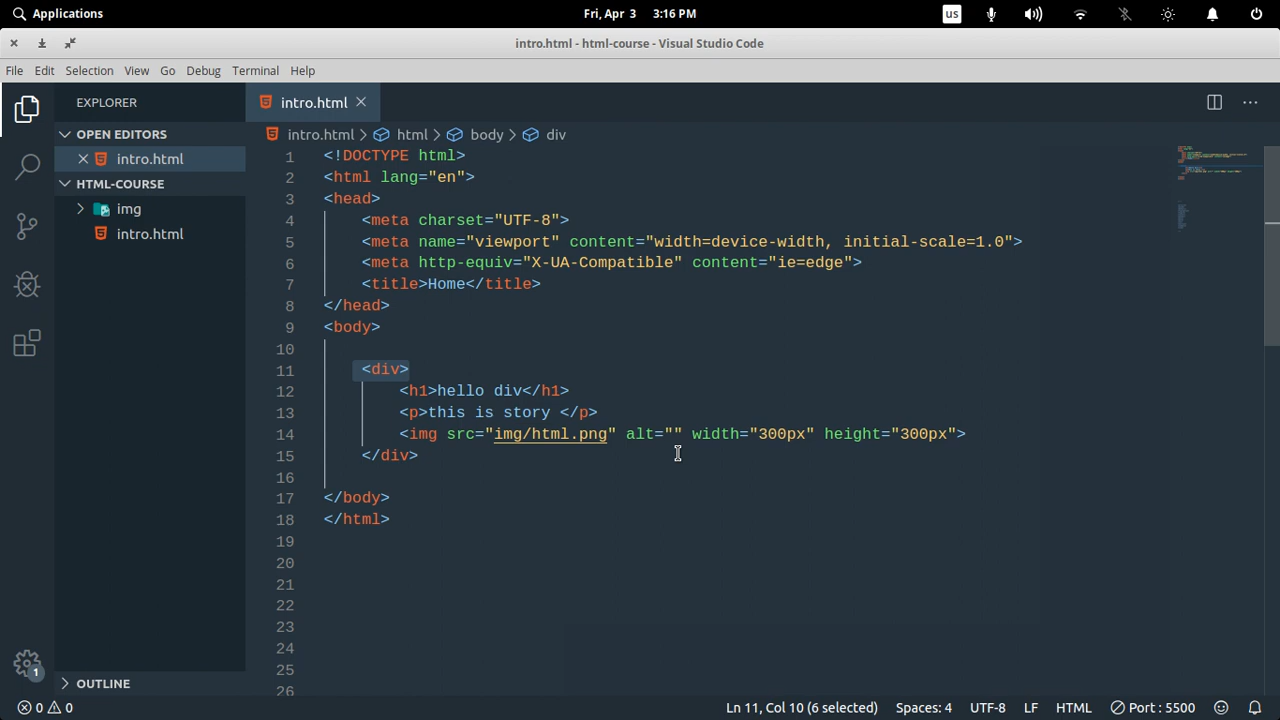 Applications
Fri, Apr 3 3:16 PM
us
intro.html - html-course - Visual Studio Code
File Edit Selection View Go Debug Terminal Help
EXPLORER
OPEN EDITORS
intro.html
HTML-COURSE
img
intro.html
OUTLINE
1
intro.html
intro.html > html > body > div
1 <!DOCTYPE html>
2 <html lang="en">
3 <head>
4 <meta charset="UTF-8">
5 <meta name="viewport" content="width=device-width, initial-scale=1.0">
6 <meta http-equiv="X-UA-Compatible" content="ie=edge">
7 <title>Home</title>
8 </head>
9 <body>
10
11 <div>
12 <h1>hello div</h1>
13 <p>this is story </p>
14 <img src="img/html.png" alt="" width="300px" height="300px">
15 </div>
16
17 </body>
18 </html>
19
20
21
22
23
24
25
26
0 0 Ln 11, Col 10 (6 selected) Spaces: 4 UTF-8 LF HTML Port : 5500